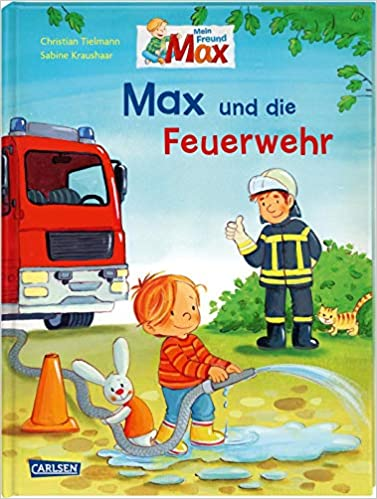 Christian Tielmann
Sabine Kraushaar
Mein
Freund
Max
Max und die
Feuerwehr
CARLSEN